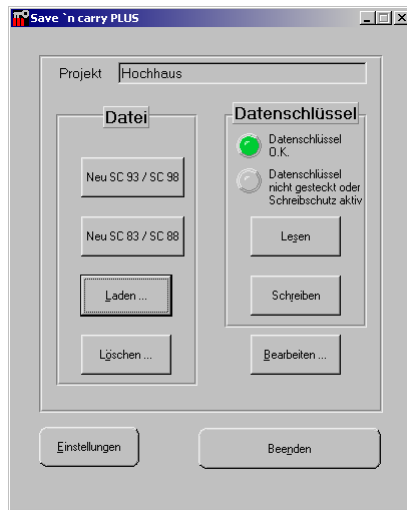 Save `n carry PLUS
Projekt Hochhaus
Datei
Neu SC 93 / SC 98
Neu SC 83 / SC 88
Laden ...
Löschen ...
Datenschlüssel
Datenschlüssel
O.K.
Datenschlüssel
nicht gesteckt oder
Schreibschutz aktiv
Lesen
Schreiben
Bearbeiten ...
Einstellungen
Beenden